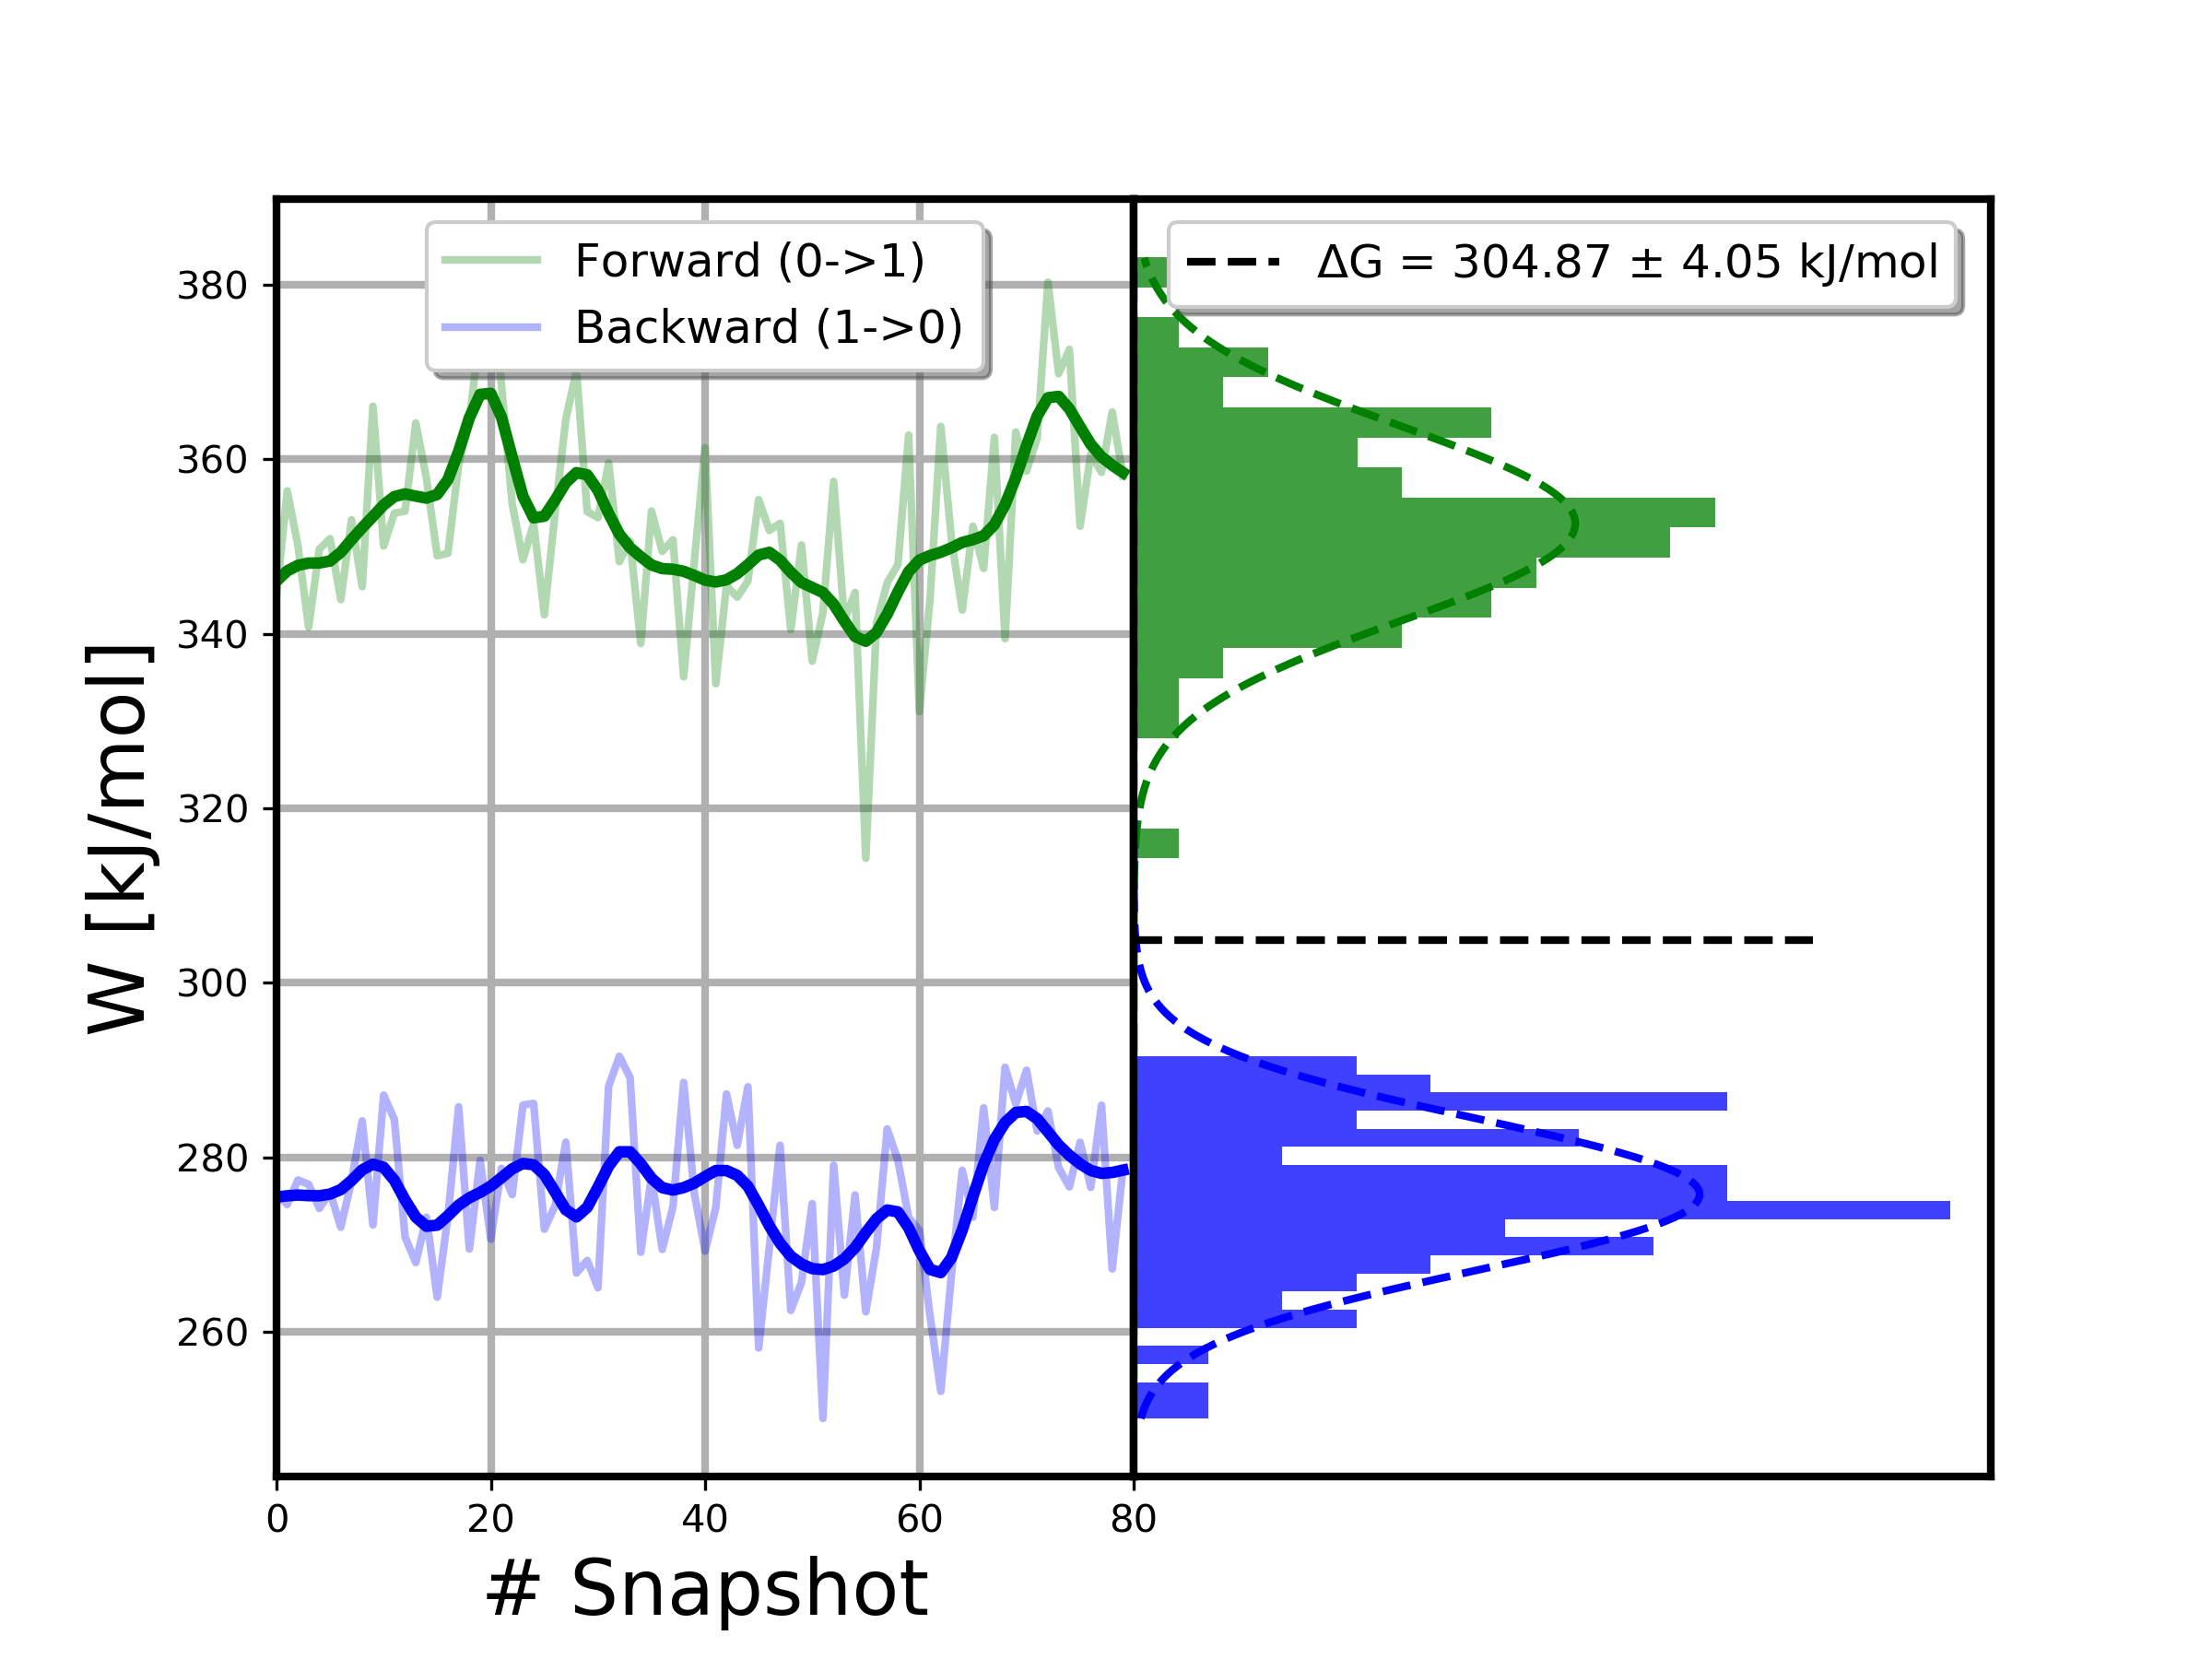 Forward (0->1)
Backward (1->0)
ΔG = 304.87 ± 4.05 kJ/mol
W [kJ/mol]
380
360
340
320
300
280
260
0 20 40 60 80
# Snapshot